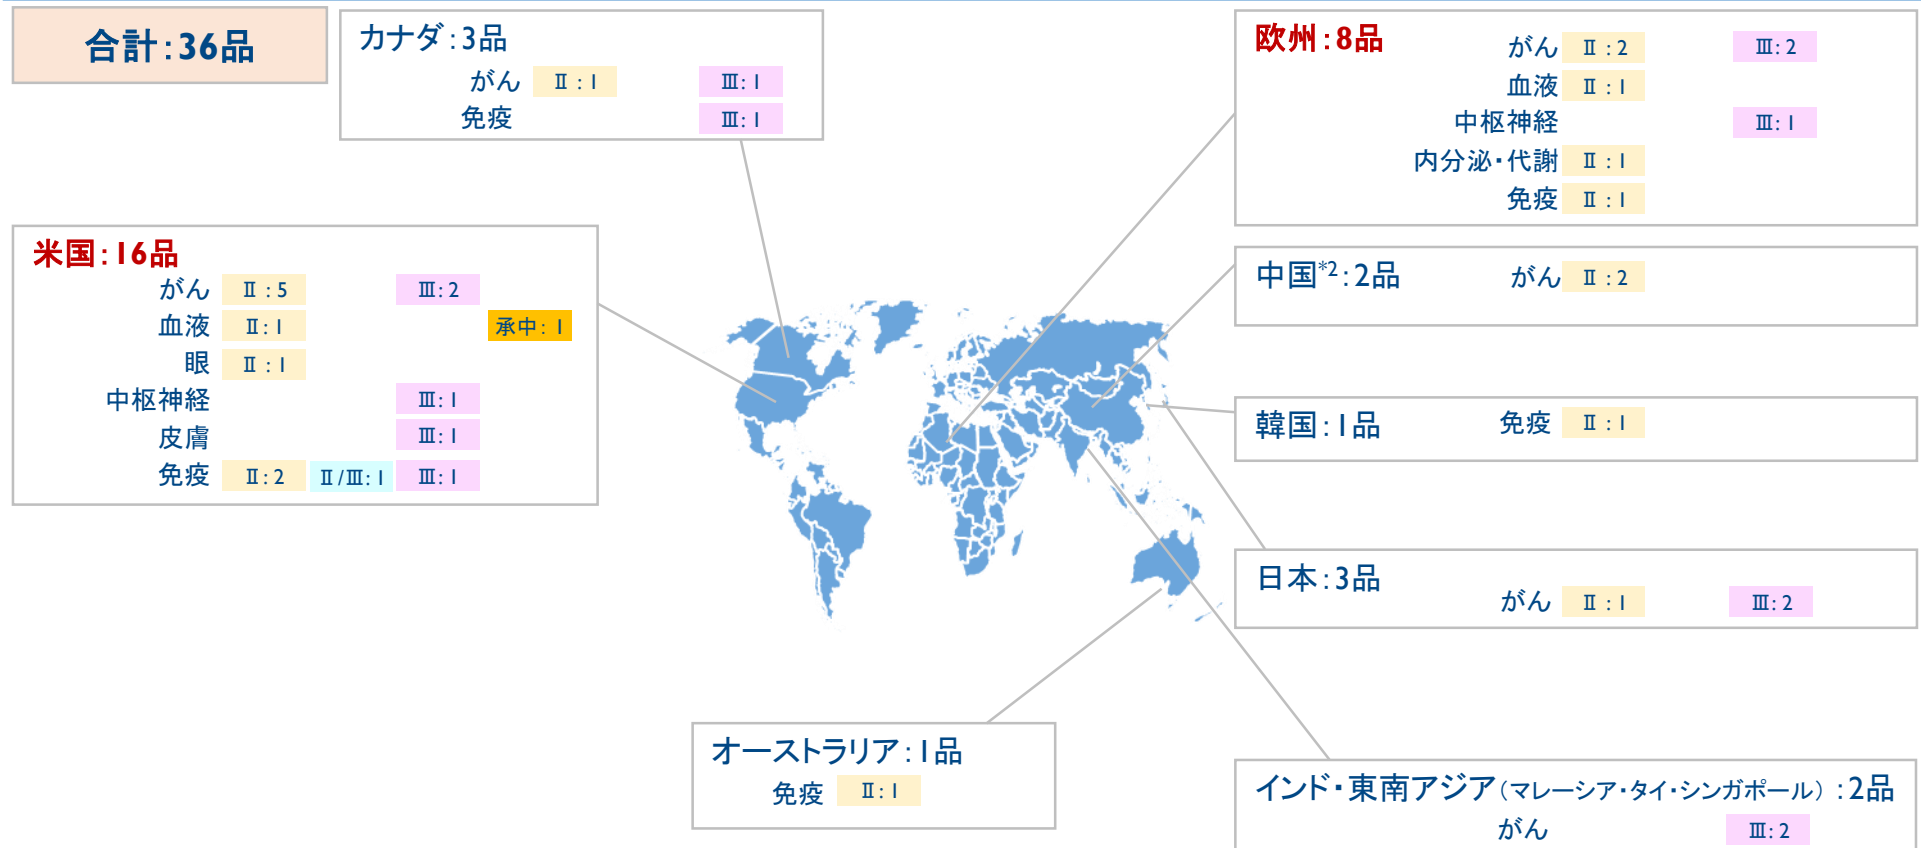 合計:36品
カナダ:3品
がん Ⅱ:1 Ⅲ:1
免疫 Ⅲ:1
米国:16品
がん Ⅱ:5 Ⅲ:2
血液 Ⅱ:1 承中:1
眼 Ⅱ:1
中枢神経 Ⅲ:1
皮膚 Ⅲ:1
免疫 Ⅱ:2 Ⅱ/Ⅲ:1 Ⅲ:1
欧州:8品
がん Ⅱ:2 Ⅲ:2
血液 Ⅱ:1
中枢神経 Ⅲ:1
内分泌・代謝 Ⅱ:1
免疫 Ⅱ:1
中国*2:2品 がん Ⅱ:2
韓国:1品 免疫 Ⅱ:1
日本:3品
がん Ⅱ:1 Ⅲ:2
オーストラリア:1品
免疫 Ⅱ:1
インド・東南アジア(マレーシア・タイ・シンガポール):2品
がん Ⅲ:2